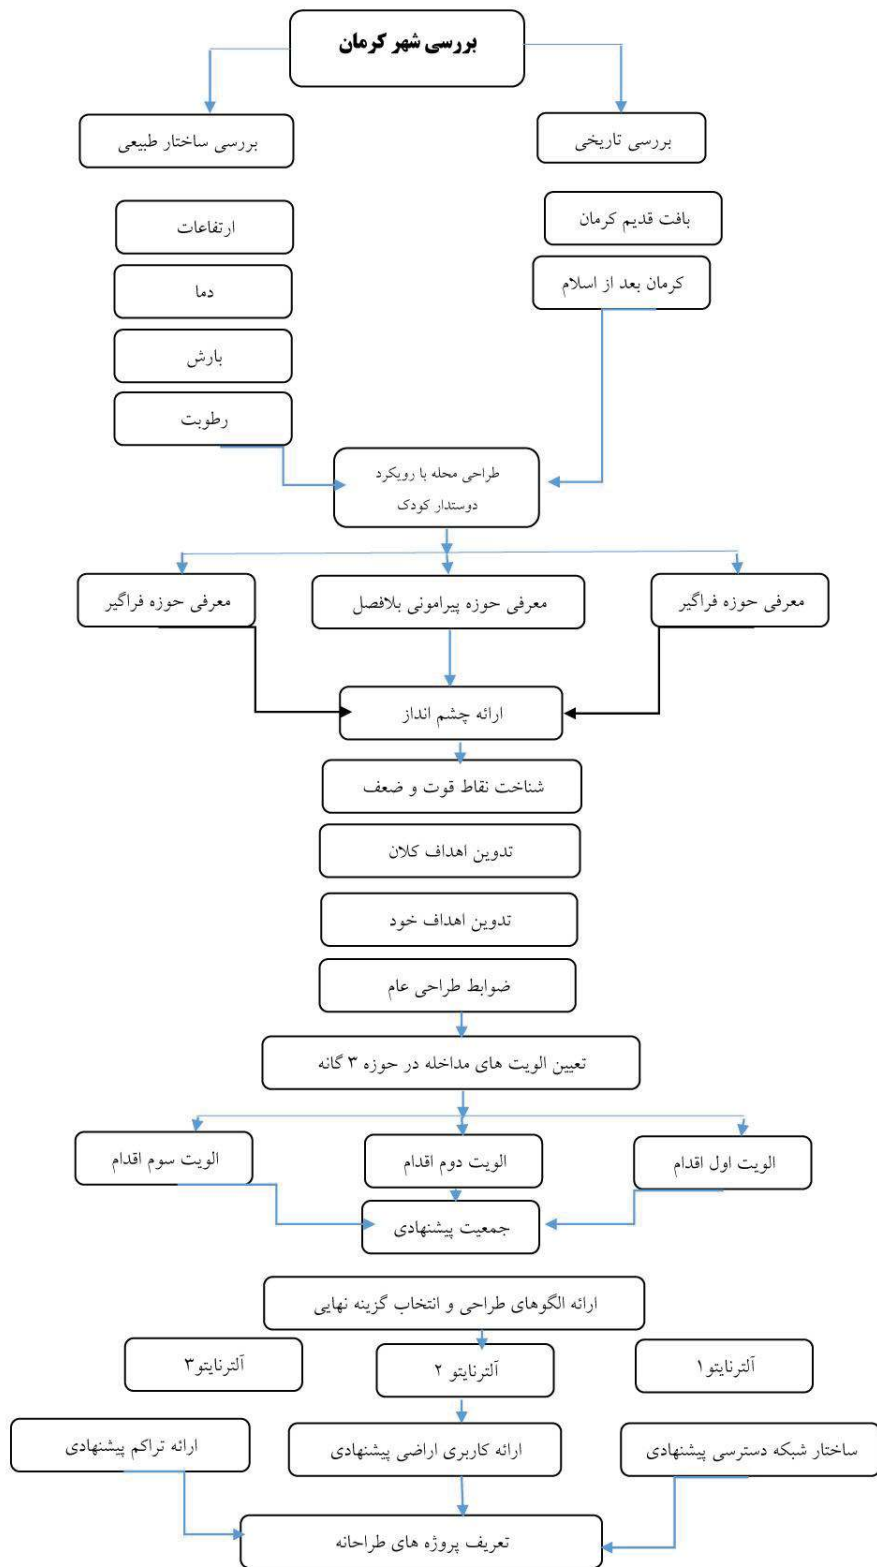 بررسی شهر کرمان
بررسی تاریخی
بررسی ساختار طبیعی
بافت قدیم کرمان
کرمان بعد از اسلام
ارتفاعات
دما
بارش
رطوبت
طراحی محله با رویکرد
دوستدار کودک
معرفی حوزه فراگیر
معرفی حوزه پیرامونی بلافصل
معرفی حوزه فراگیر
ارائه چشم انداز
شناخت نقاط قوت و ضعف
تدوین اهداف کلان
تدوین اهداف خود
ضوابط طراحی عام
تعیین الویت های مداخله در حوزه ۳ گانه
الویت اول اقدام
الویت دوم اقدام
الویت سوم اقدام
جمعیت پیشنهادی
ارائه الگوهای طراحی و انتخاب گزینه نهایی
آلترنایتو۱
آلترنایتو ۲
آلترنایتو۳
ساختار شبکه دسترسی پیشنهادی
ارائه کاربری اراضی پیشنهادی
ارائه تراکم پیشنهادی
تعریف پروژه های طراحانه